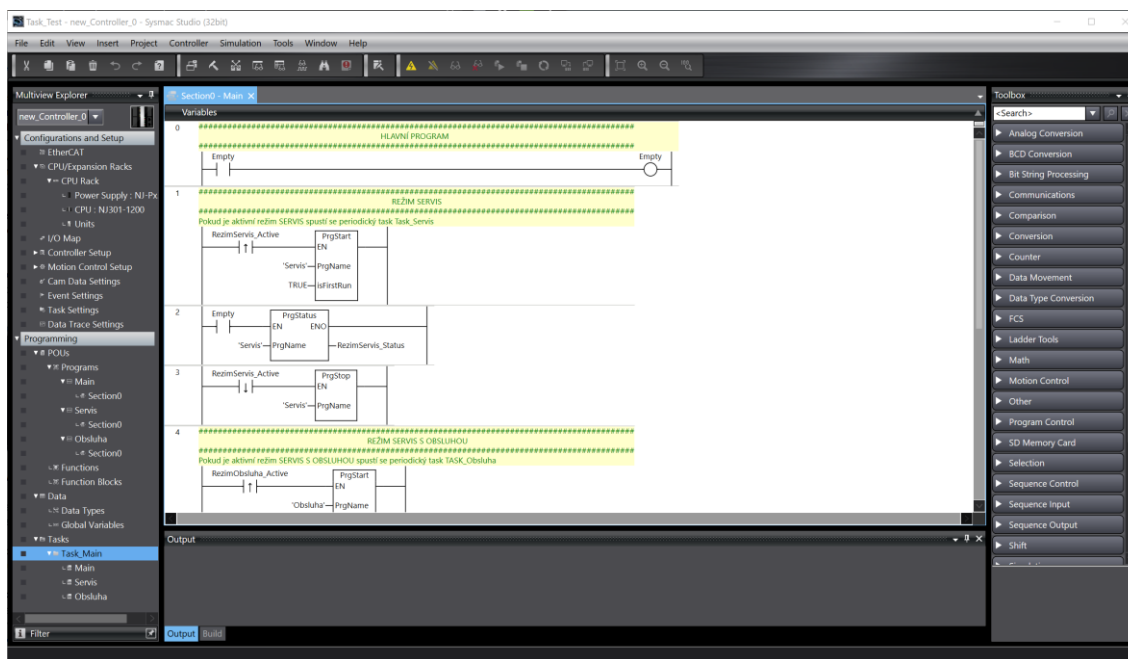 Task_Test - new_Controller_0 - Sysmac Studio (32bit)
File Edit View Insert Project Controller Simulation Tools Window Help
Multiview Explorer
new_Controller_0
Configurations and Setup
EtherCAT
CPU/Expansion Racks
CPU Rack
Power Supply : NJ-Px
CPU : NJ301-1200
Units
I/O Map
Controller Setup
Motion Control Setup
Cam Data Settings
Event Settings
Task Settings
Data Trace Settings
Programming
POUs
Programs
Main
Section0
Servis
Section0
Obsluha
Section0
Functions
Function Blocks
Data
Data Types
Global Variables
Tasks
Task_Main
Main
Servis
Obsluha
Filter
Section0 - Main
Variables
0
HLAVNÍ PROGRAM
Empty Empty
1
REŽIM SERVIS
Pokud je aktivní režim SERVIS spustí se periodický task Task_Servis
RezimServis_Active PrgStart
EN
'Servis' PrgName
TRUE isFirstRun
2
Empty PrgStatus
EN ENO
'Servis' PrgName RezimServis_Status
3
RezimServis_Active PrgStop
EN
'Servis' PrgName
4
REŽIM SERVIS S OBSLUHOU
Pokud je aktivní režim SERVIS S OBSLUHOU spustí se periodický task TASK_Obsluha
RezimObsluha_Active PrgStart
EN
'Obsluha' PrgName
Output
Output Build
Toolbox
<Search>
Analog Conversion
BCD Conversion
Bit String Processing
Communications
Comparison
Conversion
Counter
Data Movement
Data Type Conversion
FCS
Ladder Tools
Math
Motion Control
Other
Program Control
SD Memory Card
Selection
Sequence Control
Sequence Input
Sequence Output
Shift